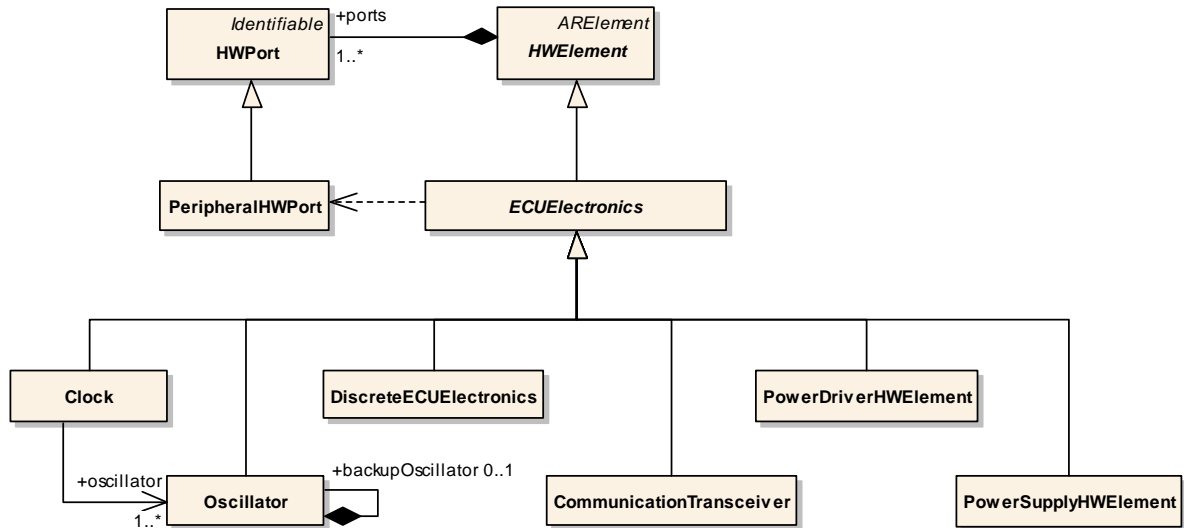 Identifiable
HWPort
+ports
1..*
ARElement
HWElement
PeripheralHWPort
ECUElectronics
Clock
DiscreteECUElectronics
PowerDriverHWElement
+oscillator
1..*
Oscillator
+backupOscillator 0..1
CommunicationTransceiver
PowerSupplyHWElement